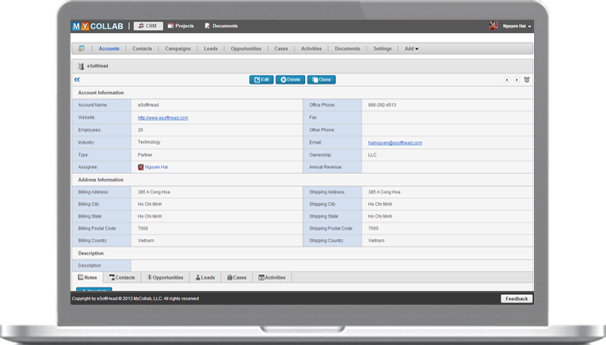 MYCOLLAB CRM Projects Documents Nguyen Hai
Accounts Contacts Campaigns Leads Opportunities Cases Activities Documents Settings Add
eSoftHead
Edit Delete Clone
Account Information
Account Name: eSoftHead Office Phone: 888-292-4513
Website: http://www.esofthead.com Fax:
Employees: 20 Other Phone:
Industry: Technology Email: hainguyen@esofthead.com
Type: Partner Ownership: LLC
Assignee: Nguyen Hai Annual Revenue:
Address Information
Billing Address: 385 A Cong Hoa Shipping Address: 385 A Cong Hoa
Billing City: Ho Chi Minh Shipping City: Ho Chi Minh
Billing State: Ho Chi Minh Shipping State: Ho Chi Minh
Billing Postal Code: 7000 Shipping Postal Code: 7000
Billing Country: Vietnam Shipping Country: Vietnam
Description
Description:
Notes Contacts Opportunities Leads Cases Activities
Copyright by eSoftHead © 2013 MyCollab, LLC. All rights reserved Feedback